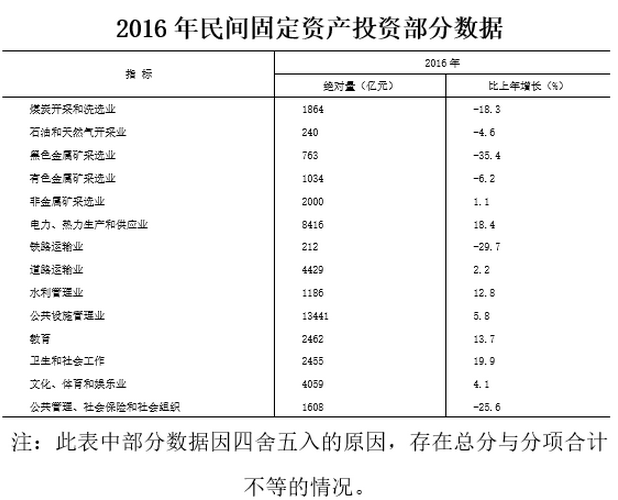 2016年民间固定资产投资部分数据
指 标 2016年
绝对量（亿元） 比上年增长（%）
煤炭开采和洗选业 1864 -18.3
石油和天然气开采业 240 -4.6
黑色金属矿采选业 763 -35.4
有色金属矿采选业 1034 -6.2
非金属矿采选业 2000 1.1
电力、热力生产和供应业 8416 18.4
铁路运输业 212 -29.7
道路运输业 4429 2.2
水利管理业 1186 12.8
公共设施管理业 13441 5.8
教育 2462 13.7
卫生和社会工作 2455 19.9
文化、体育和娱乐业 4059 4.1
公共管理、社会保险和社会组织 1608 -25.6
注：此表中部分数据因四舍五入的原因，存在总分与分项合计
不等的情况。